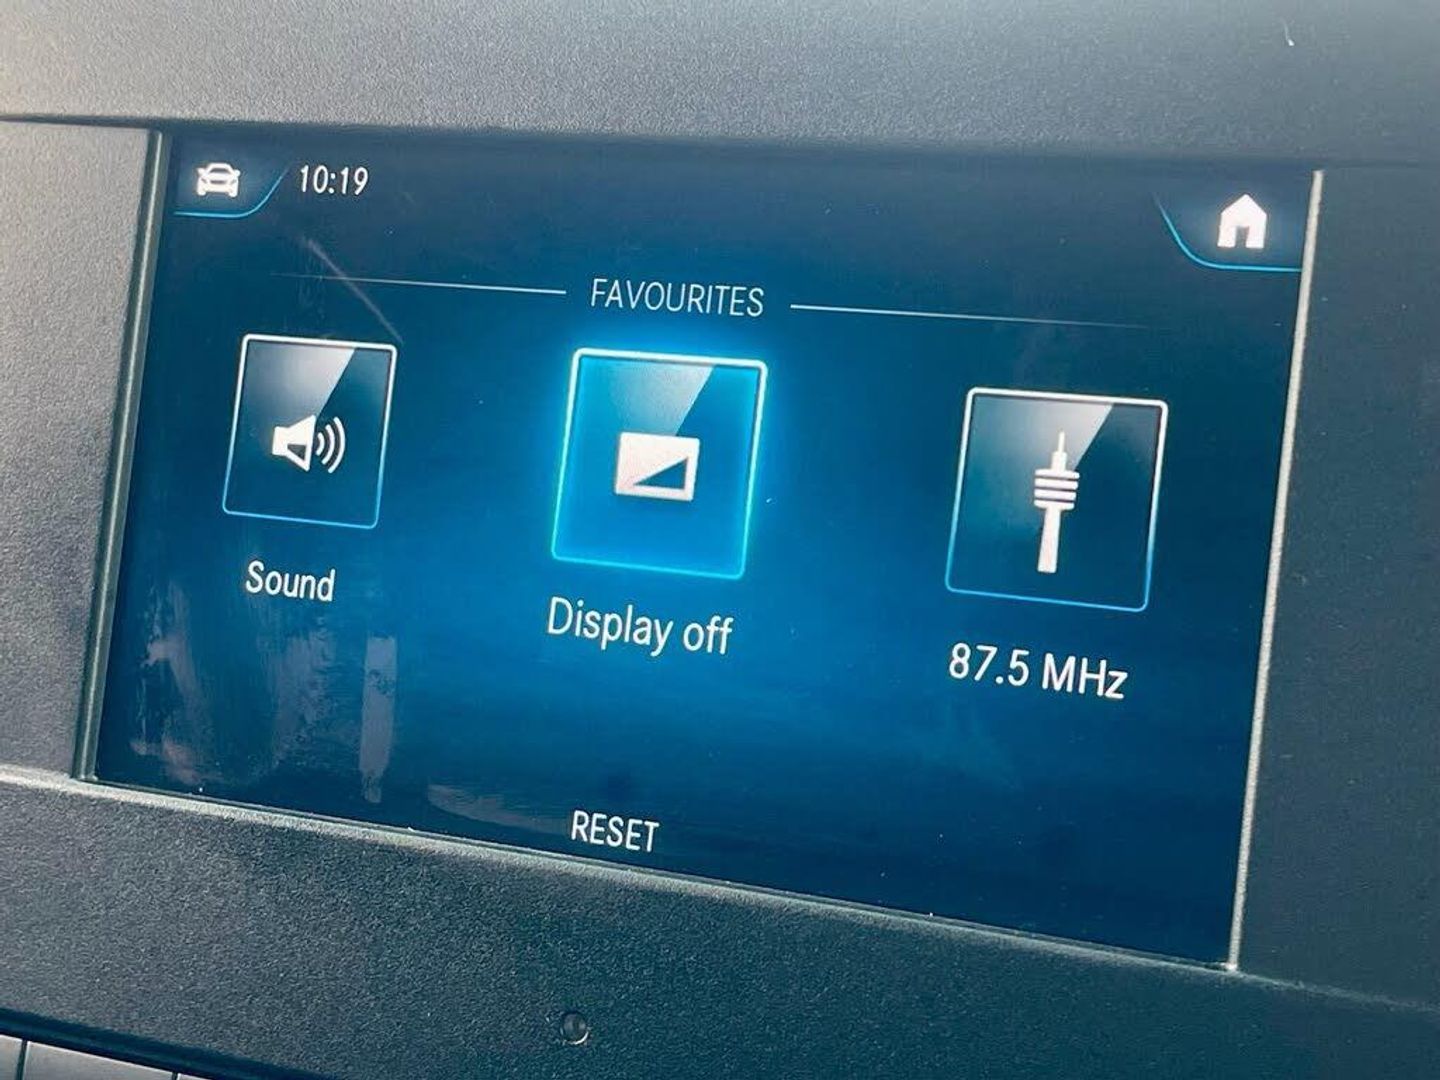 10:19
FAVOURITES
Sound
Display off
87.5 MHz
RESET